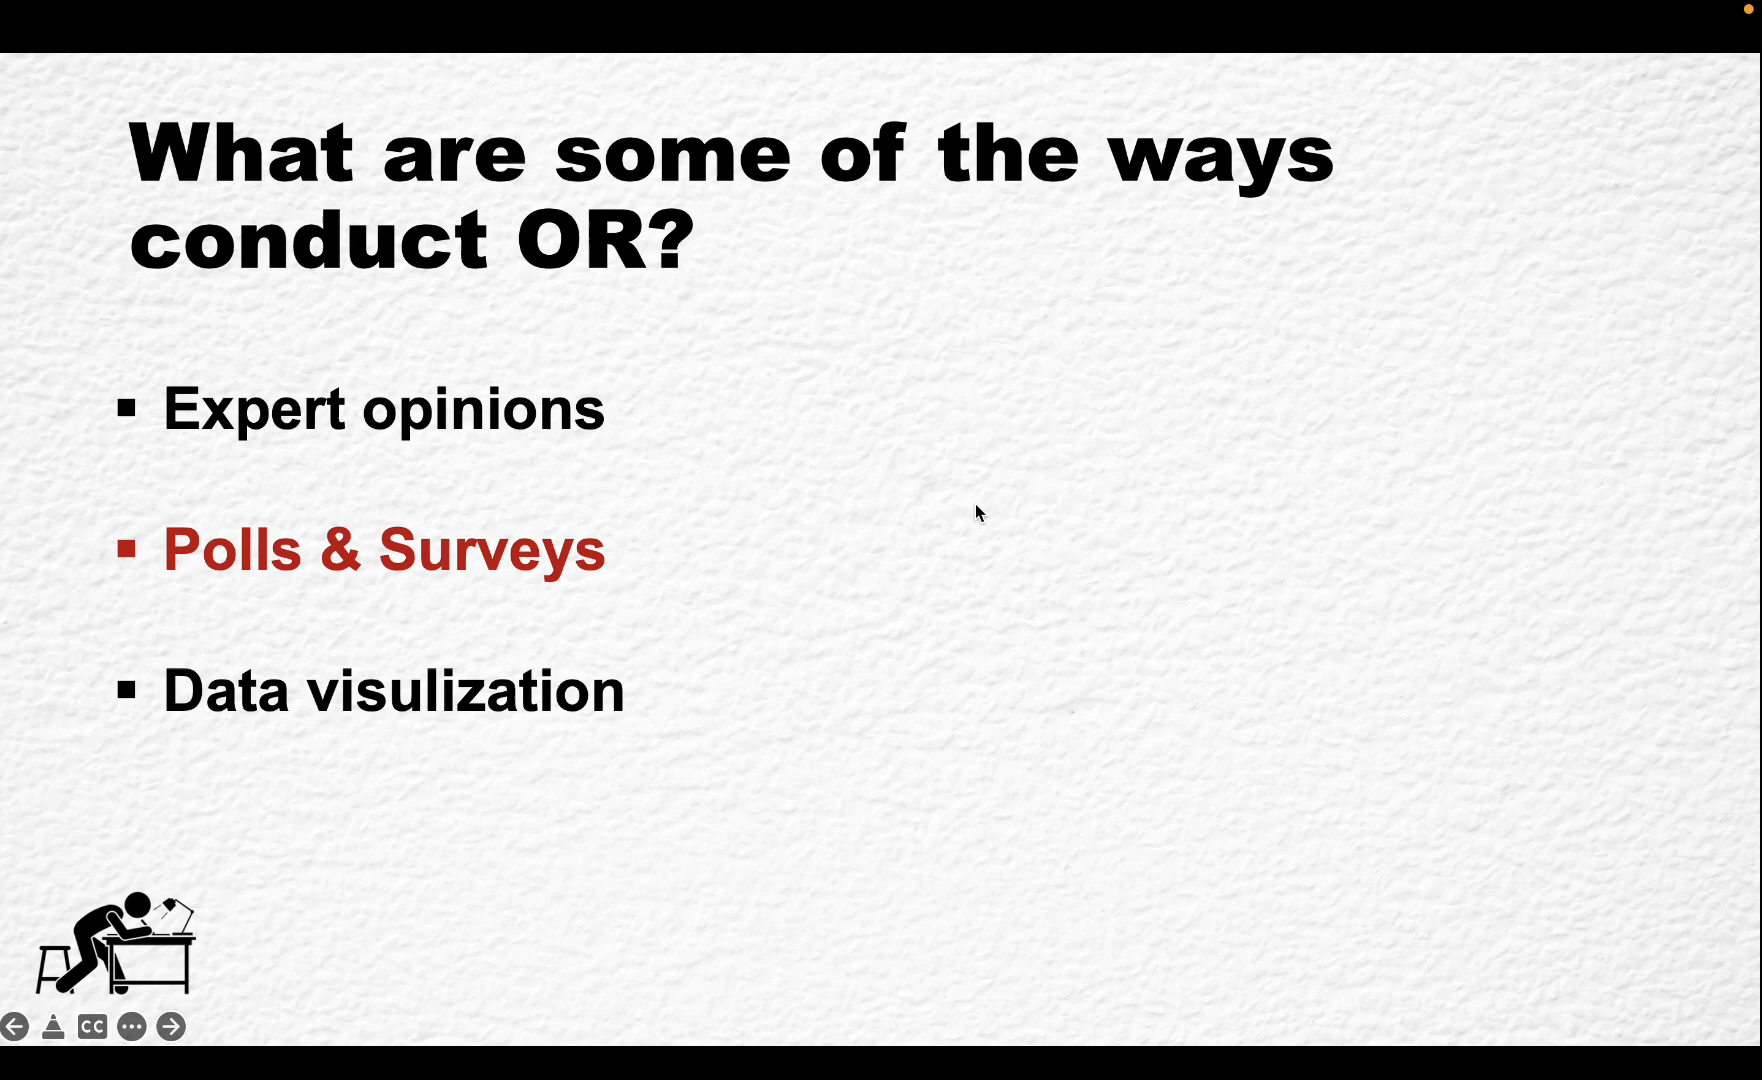 What are some of the ways
conduct OR?
▪ Expert opinions
▪ Polls & Surveys
▪ Data visulization
CC